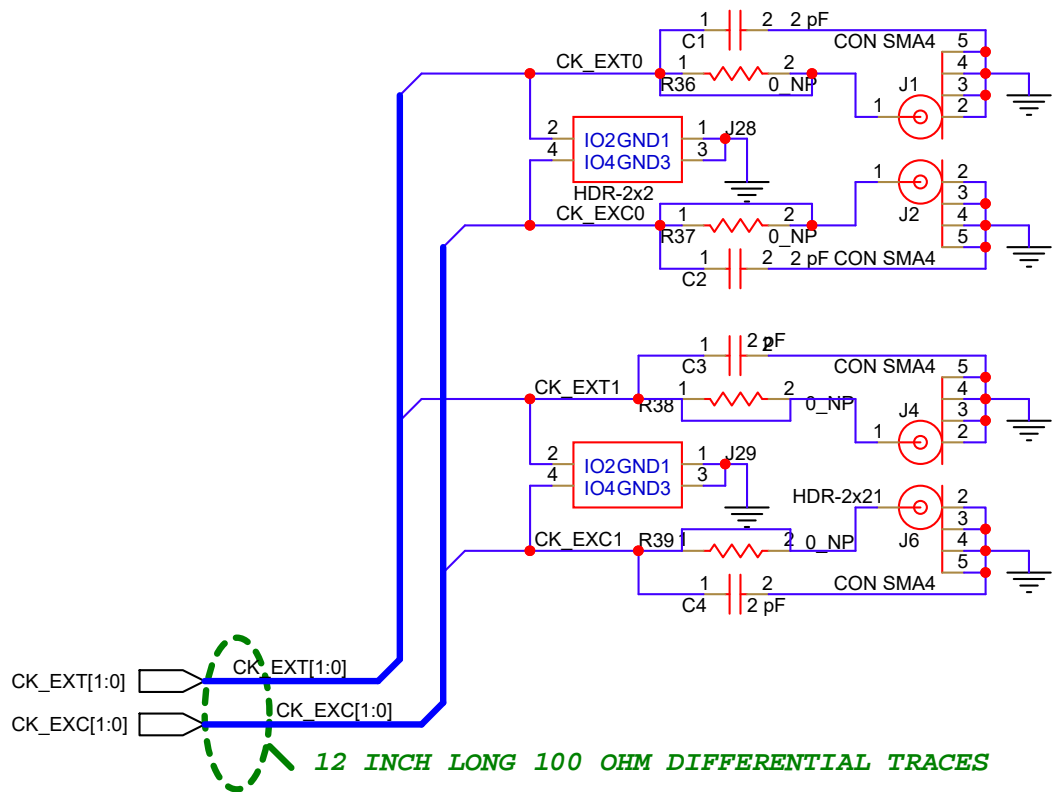 1 2 2 pF
C1 CON SMA4 5
CK_EXT0 1 2 4
R36 0_NP J1 3
1 2
2 IO2GND1 1 J28
4 IO4GND3 3
HDR-2x2
1 2
CK_EXC0 1 2 3
R37 0_NP J2 4
1 2 2 pF CON SMA4 5
C2
1 2 2 pF
C3 CON SMA4 5
CK_EXT1 1 2 4
R38 0_NP J4 3
1 2
2 IO2GND1 1 J29
4 IO4GND3 3
HDR-2x21 2
3
CK_EXC1 R39 1 2 0_NP J6 4
1 2 CON SMA4 5
C4 2 pF
CK_EXT[1:0] CK_EXT[1:0]
CK_EXC[1:0] CK_EXC[1:0]
12 INCH LONG 100 OHM DIFFERENTIAL TRACES